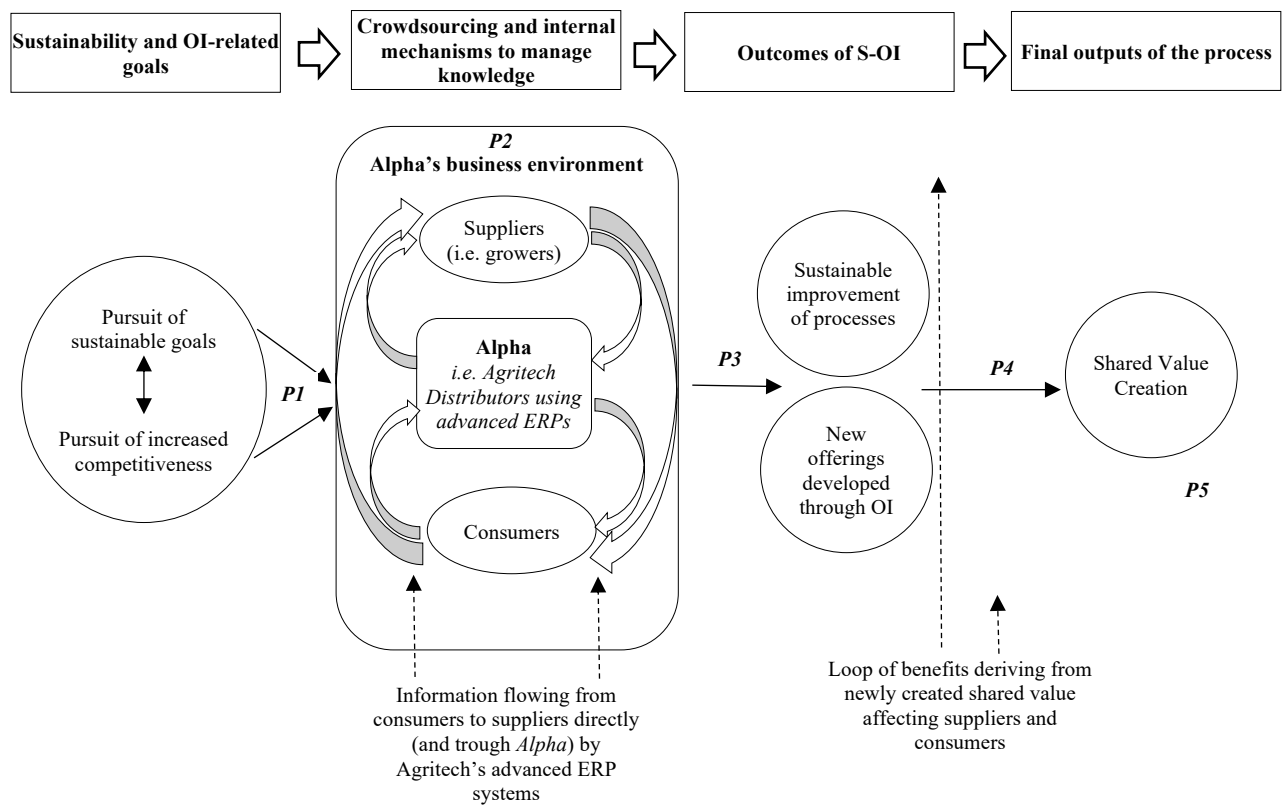 Sustainability and OI-related
goals
Crowdsourcing and internal
mechanisms to manage
knowledge
Outcomes of S-OI
Final outputs of the process
P2
Alpha's business environment
Suppliers
(i.e. growers)
Alpha
i.e. Agritech
Distributors using
advanced ERPs
Consumers
Pursuit of
sustainable goals
Pursuit of increased
competitiveness
P1
P3
Sustainable
improvement
of processes
New
offerings
developed
through OI
P4
Shared Value
Creation
P5
Information flowing from
consumers to suppliers directly
(and trough Alpha) by
Agritech's advanced ERP
systems
Loop of benefits deriving from
newly created shared value
affecting suppliers and
consumers